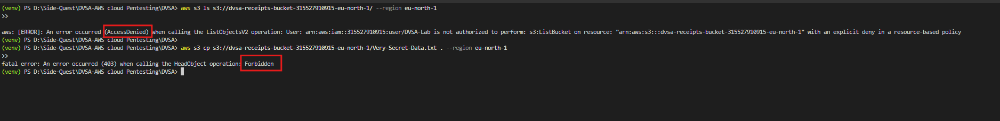 (venv) PS D:\Side-Quest\DVSA-AWS cloud Pentesting\DVSA> aws s3 ls s3://dvsa-receipts-bucket-315527910915-eu-north-1/ --region eu-north-1
>>
aws: [ERROR]: An error occurred (AccessDenied) when calling the ListObjectsV2 operation: User: arn:aws:iam::315527910915:user/DVSA-Lab is not authorized to perform: s3:ListBucket on resource: "arn:aws:s3:::dvsa-receipts-bucket-315527910915-eu-north-1" with an explicit deny in a resource-based policy
(venv) PS D:\Side-Quest\DVSA-AWS cloud Pentesting\DVSA>
(venv) PS D:\Side-Quest\DVSA-AWS cloud Pentesting\DVSA> aws s3 cp s3://dvsa-receipts-bucket-315527910915-eu-north-1/Very-Secret-Data.txt . --region eu-north-1
>>
fatal error: An error occurred (403) when calling the HeadObject operation: Forbidden
(venv) PS D:\Side-Quest\DVSA-AWS cloud Pentesting\DVSA>